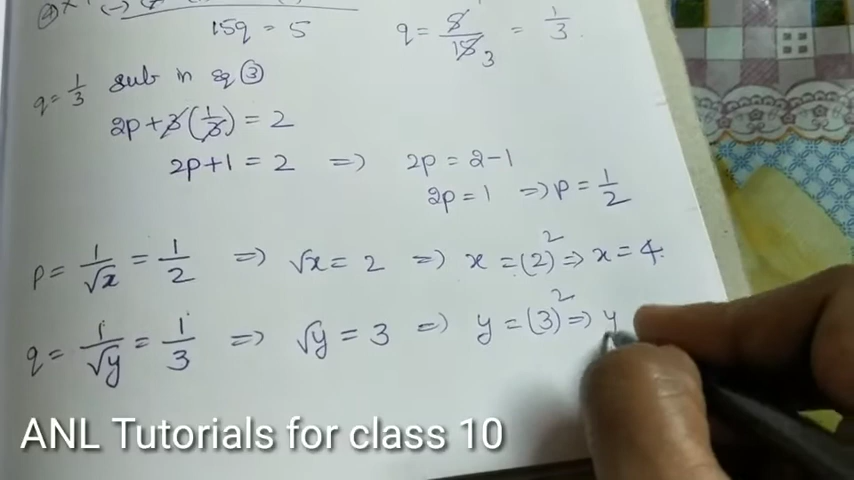 15q = 5 q = 5/15 3 = 1/3
q = 1/3 sub in eq ③
2p + 3(1/3) = 2
2p+1 = 2 => 2p = 2-1
2p = 1 => p = 1/2
p = 1/√x = 1/2 => √x = 2 => x = (2)² => x = 4.
q = 1/√y = 1/3 => √y = 3 => y = (3)² => y
ANL Tutorials for class 10